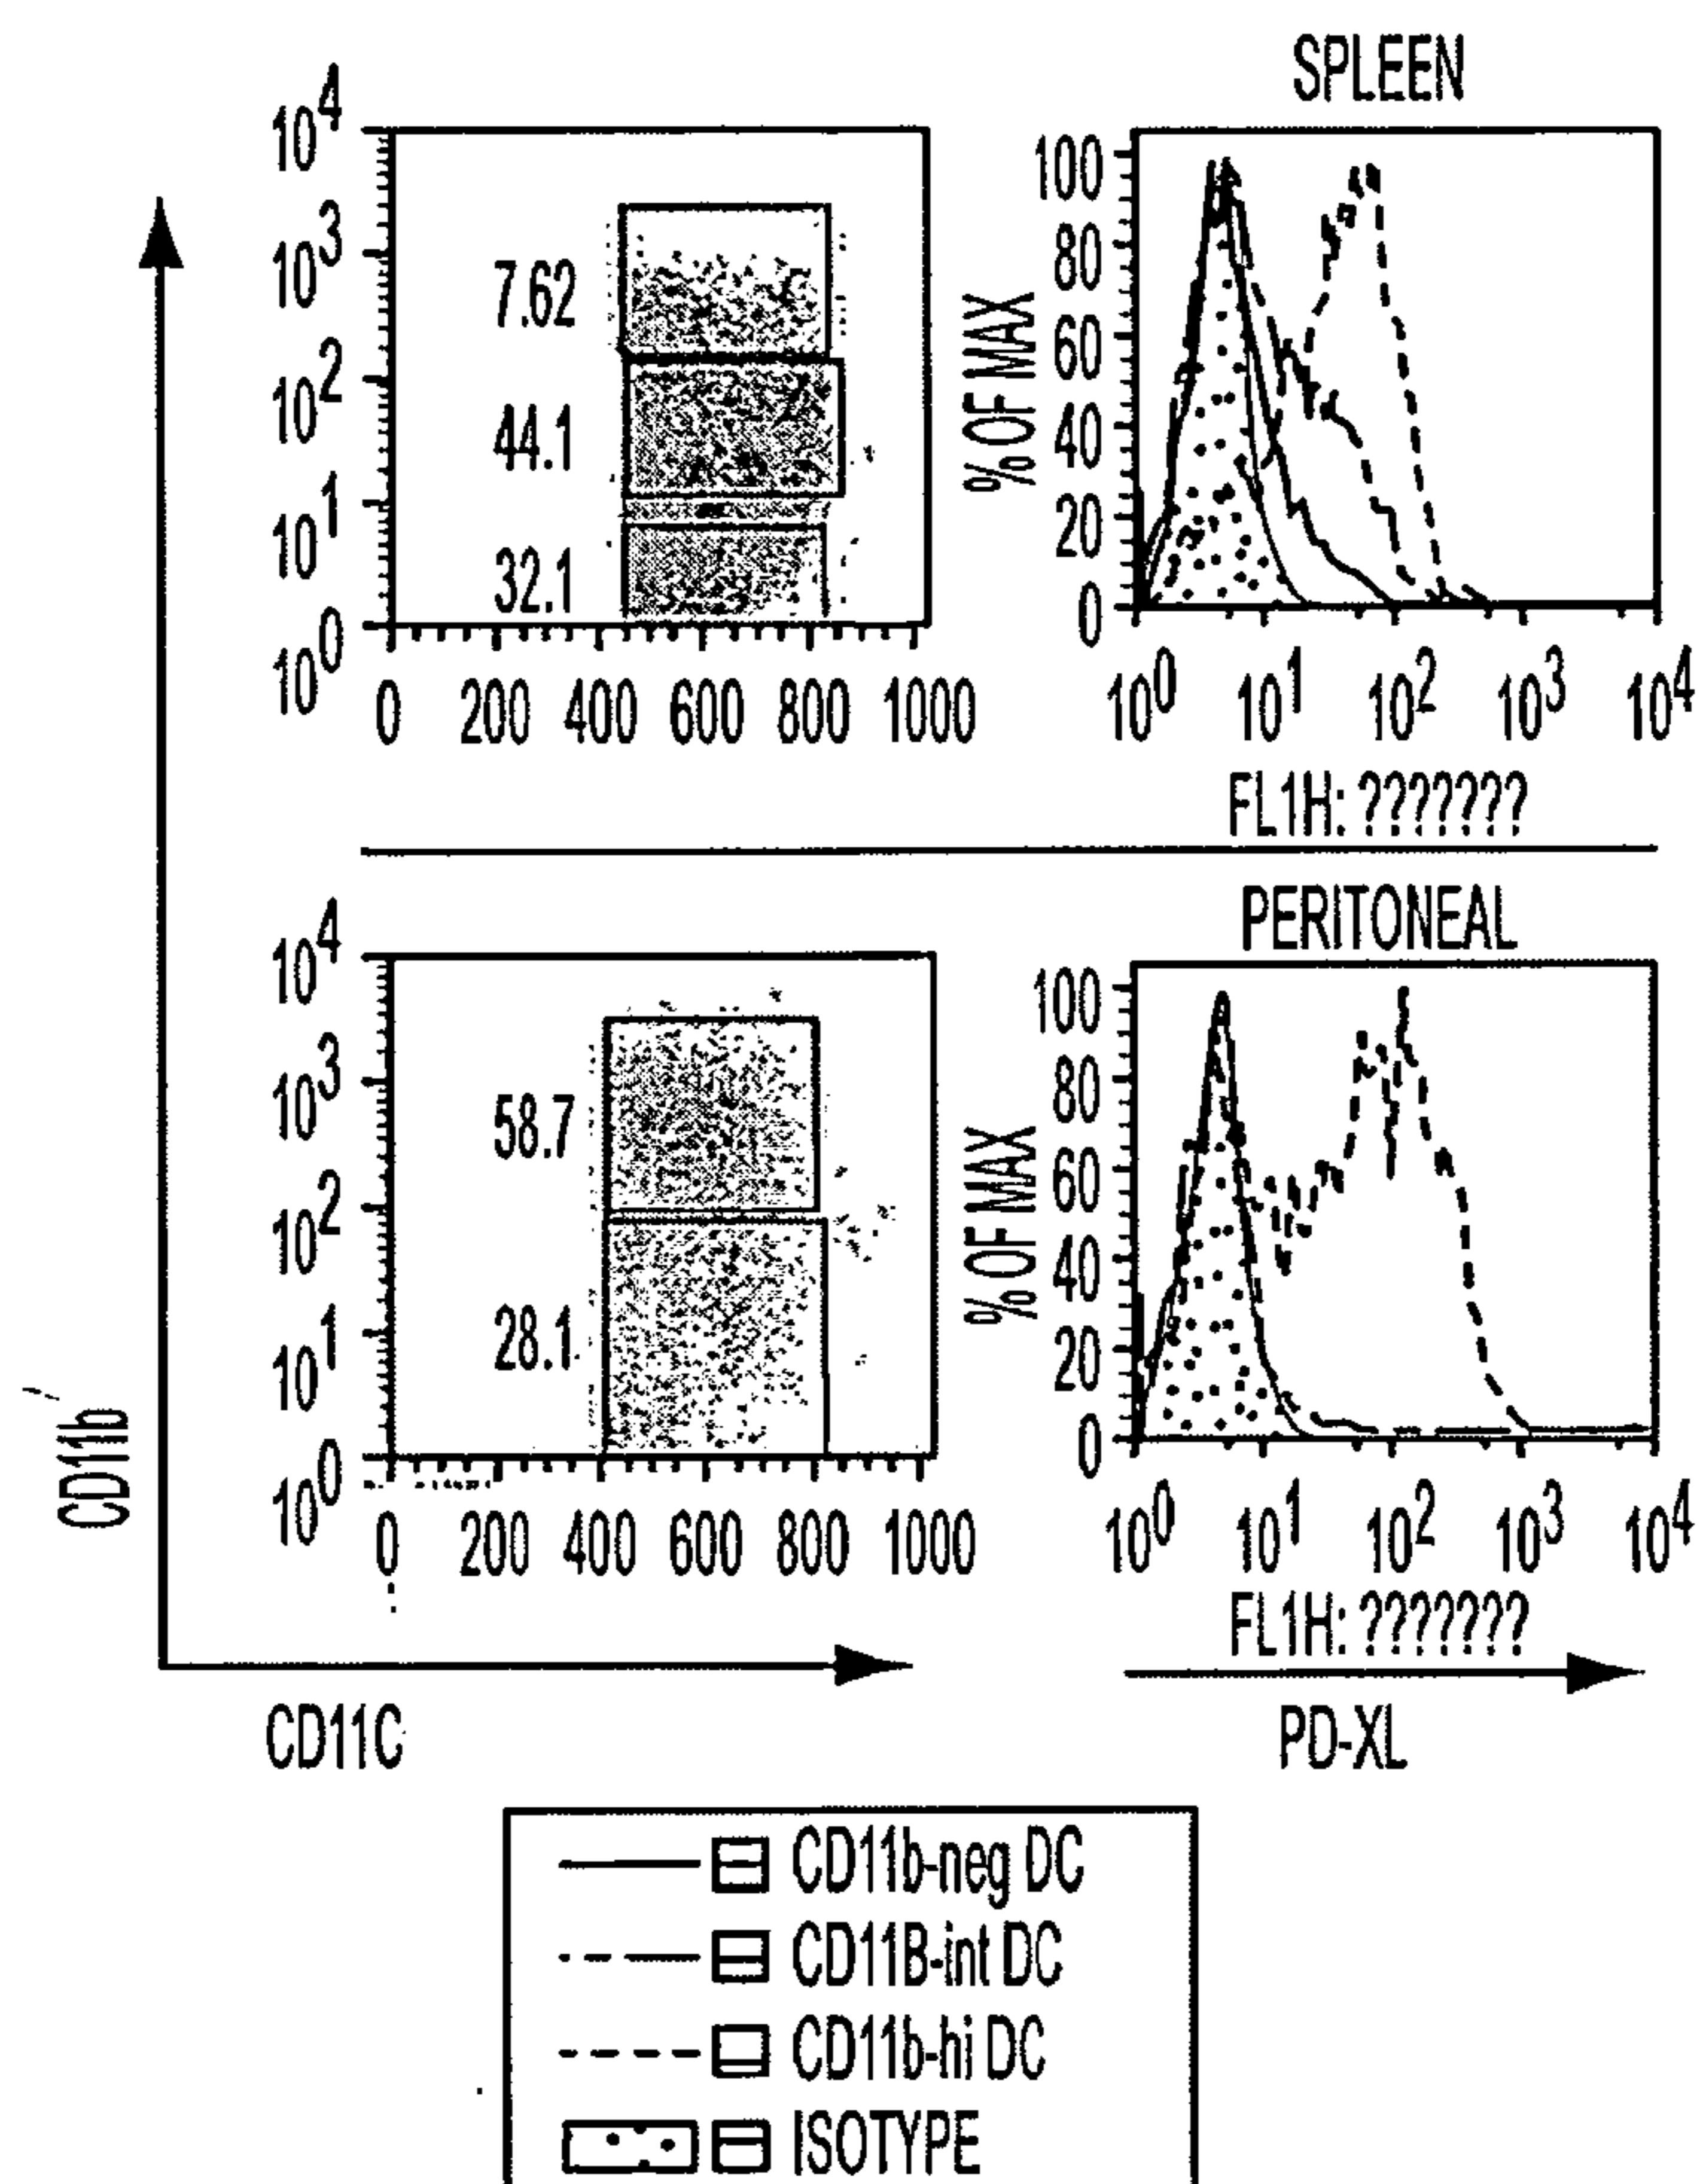 SPLEEN
10^4
10^3
10^2
10^1
10^0
7.62
44.1
32.1
0 200 400 600 800 1000
% OF MAX
100
80
60
40
20
0
10^0 10^1 10^2 10^3 10^4
FL1H: ???????
PERITONEAL
10^4
10^3
10^2
10^1
10^0
58.7
28.1
0 200 400 600 800 1000
% OF MAX
100
80
60
40
20
0
10^0 10^1 10^2 10^3 10^4
FL1H: ???????
CD11b
CD11C
PD-XL
CD11b-neg DC
CD11B-int DC
CD11b-hi DC
ISOTYPE